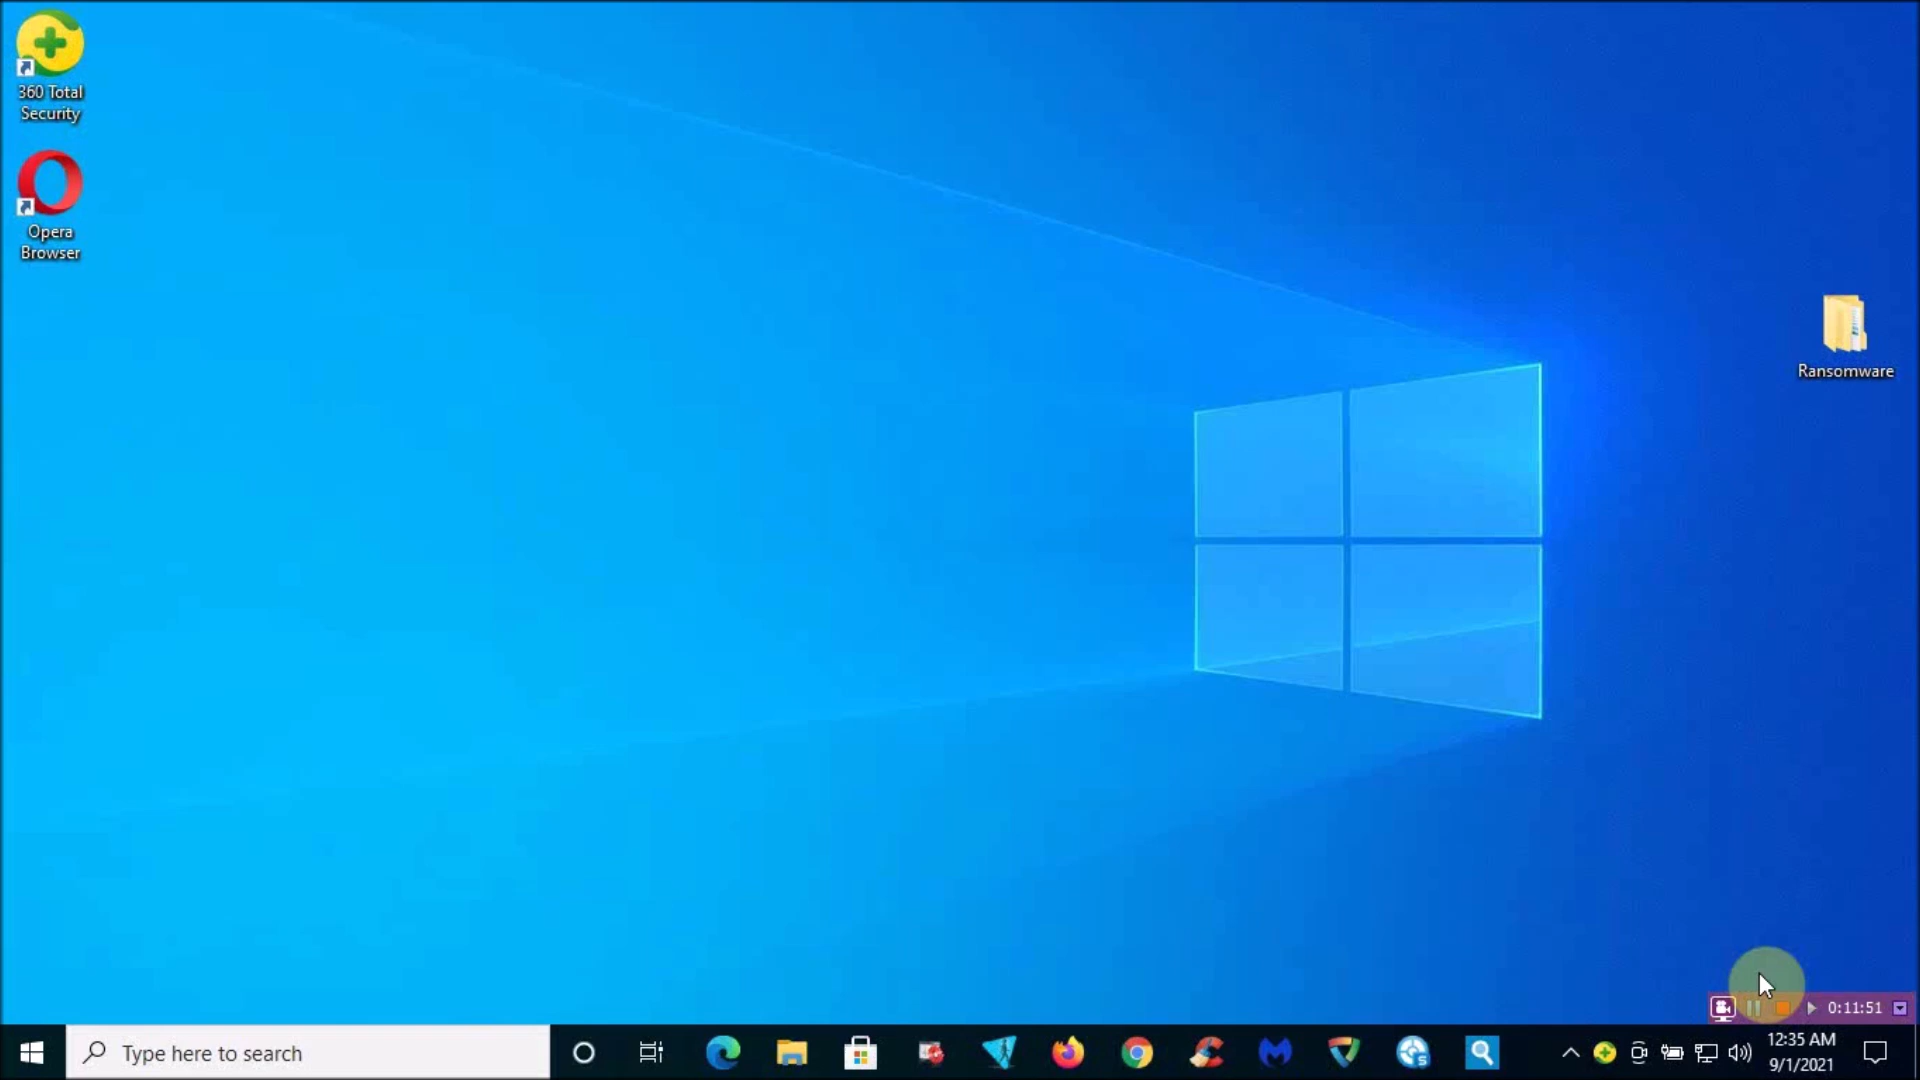 360 Total
Security
Opera
Browser
Ransomware
0:11:51
Type here to search
12:35 AM
9/1/2021